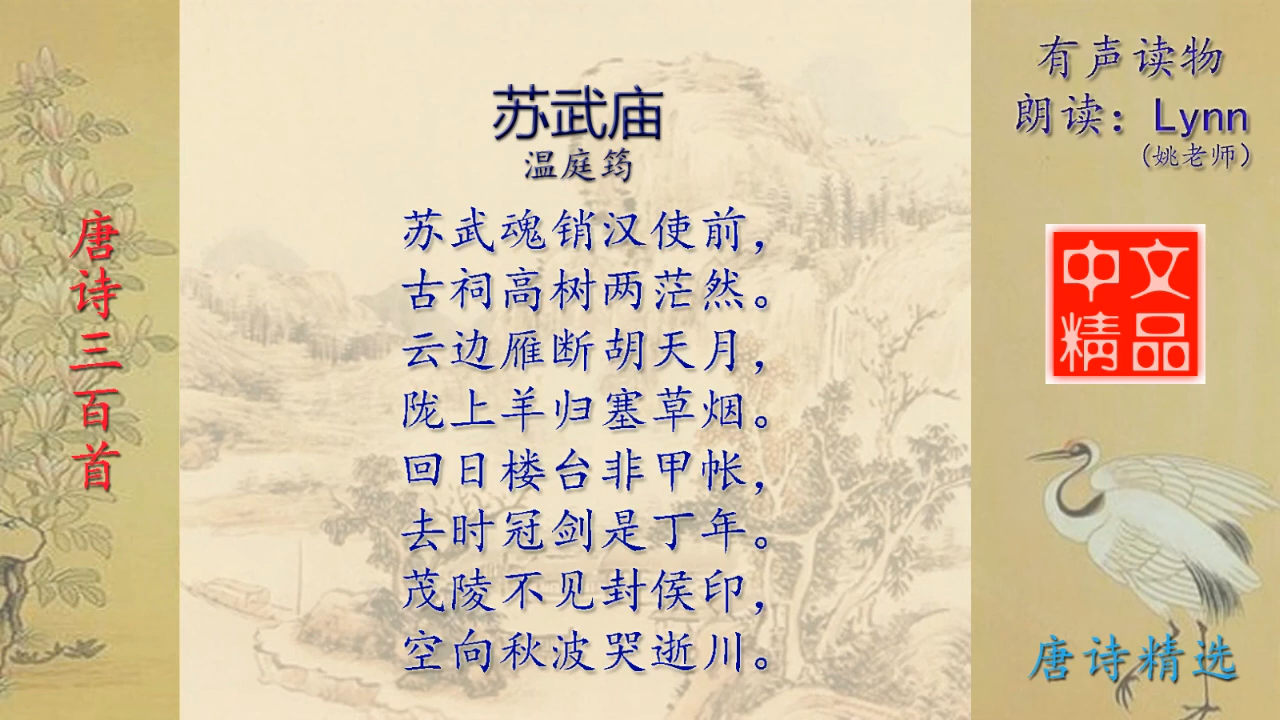 苏武庙
温庭筠
苏武魂销汉使前，
古祠高树两茫然。
云边雁断胡天月，
陇上羊归塞草烟。
回日楼台非甲帐，
去时冠剑是丁年。
茂陵不见封侯印，
空向秋波哭逝川。
唐诗三百首
有声读物
朗读：Lynn
（姚老师）
中文
精品
唐诗精选